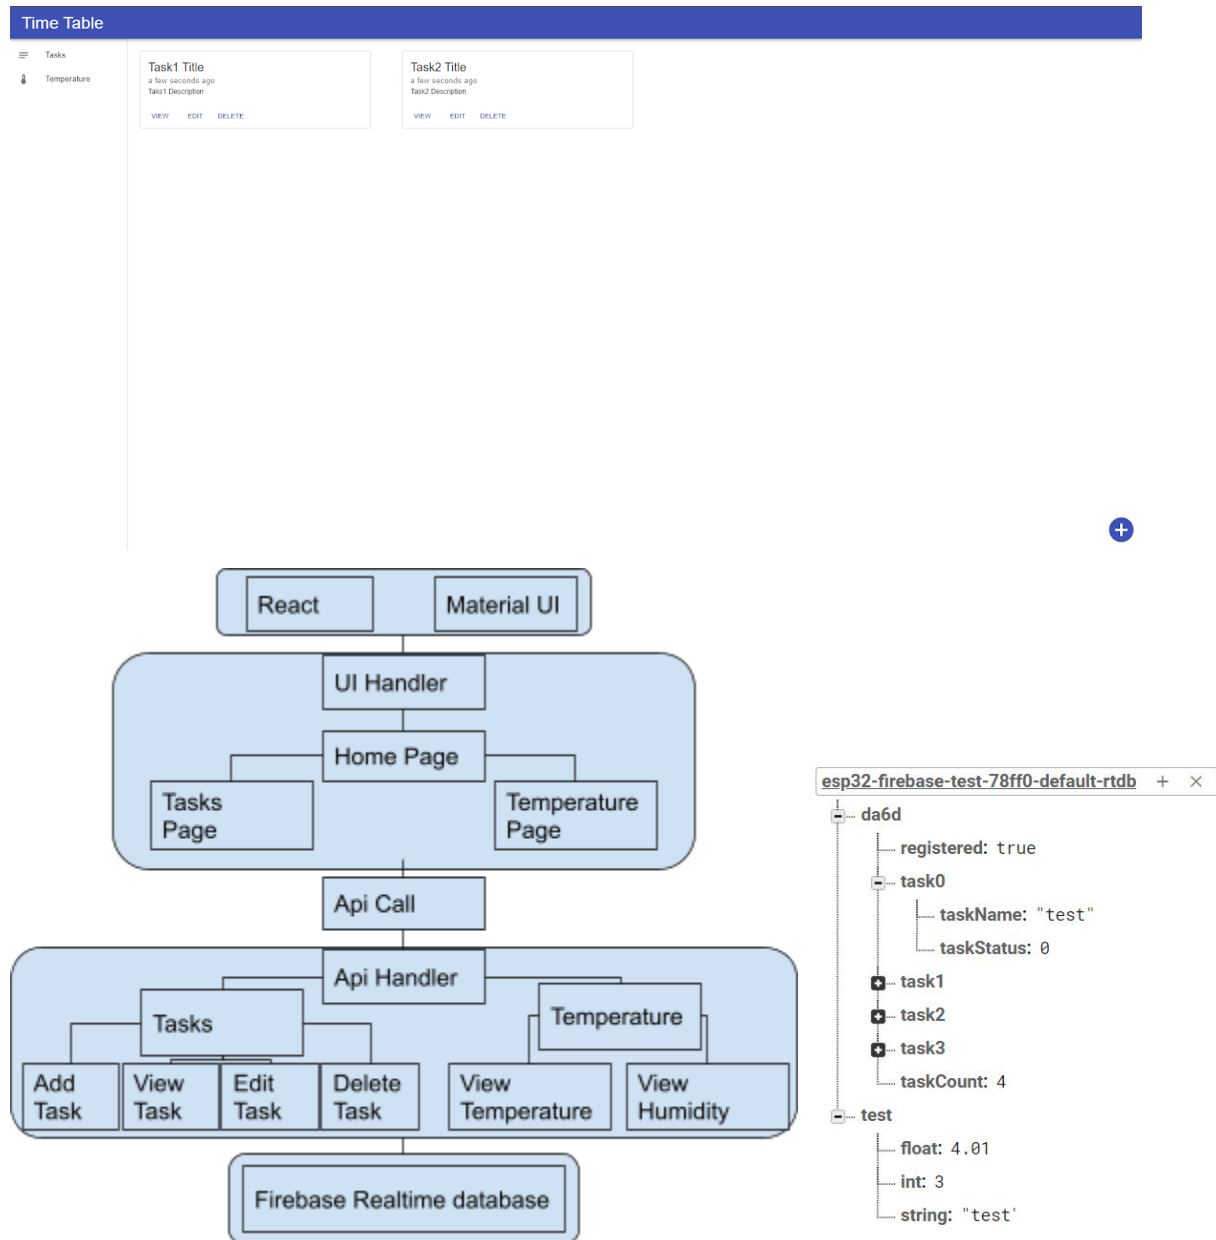 Time Table
Tasks
Temperature
Task1 Title
a few seconds ago
Taks1 Description
VIEW EDIT DELETE
Task2 Title
a few seconds ago
Task2 Description
VIEW EDIT DELETE
React
Material UI
UI Handler
Home Page
Tasks
Page
Temperature
Page
Api Call
Api Handler
Tasks
Temperature
Add
Task
View
Task
Edit
Task
Delete
Task
View
Temperature
View
Humidity
Firebase Realtime database
esp32-firebase-test-78ff0-default-rtdb
da6d
registered: true
task0
taskName: "test"
taskStatus: 0
task1
task2
task3
taskCount: 4
test
float: 4.01
int: 3
string: "test'